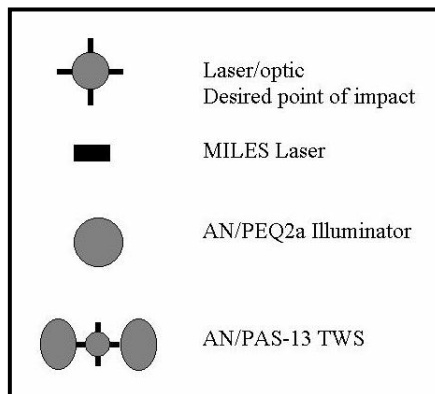 Laser/optic
Desired point of impact
MILES Laser
AN/PEQ2a Illuminator
AN/PAS-13 TWS